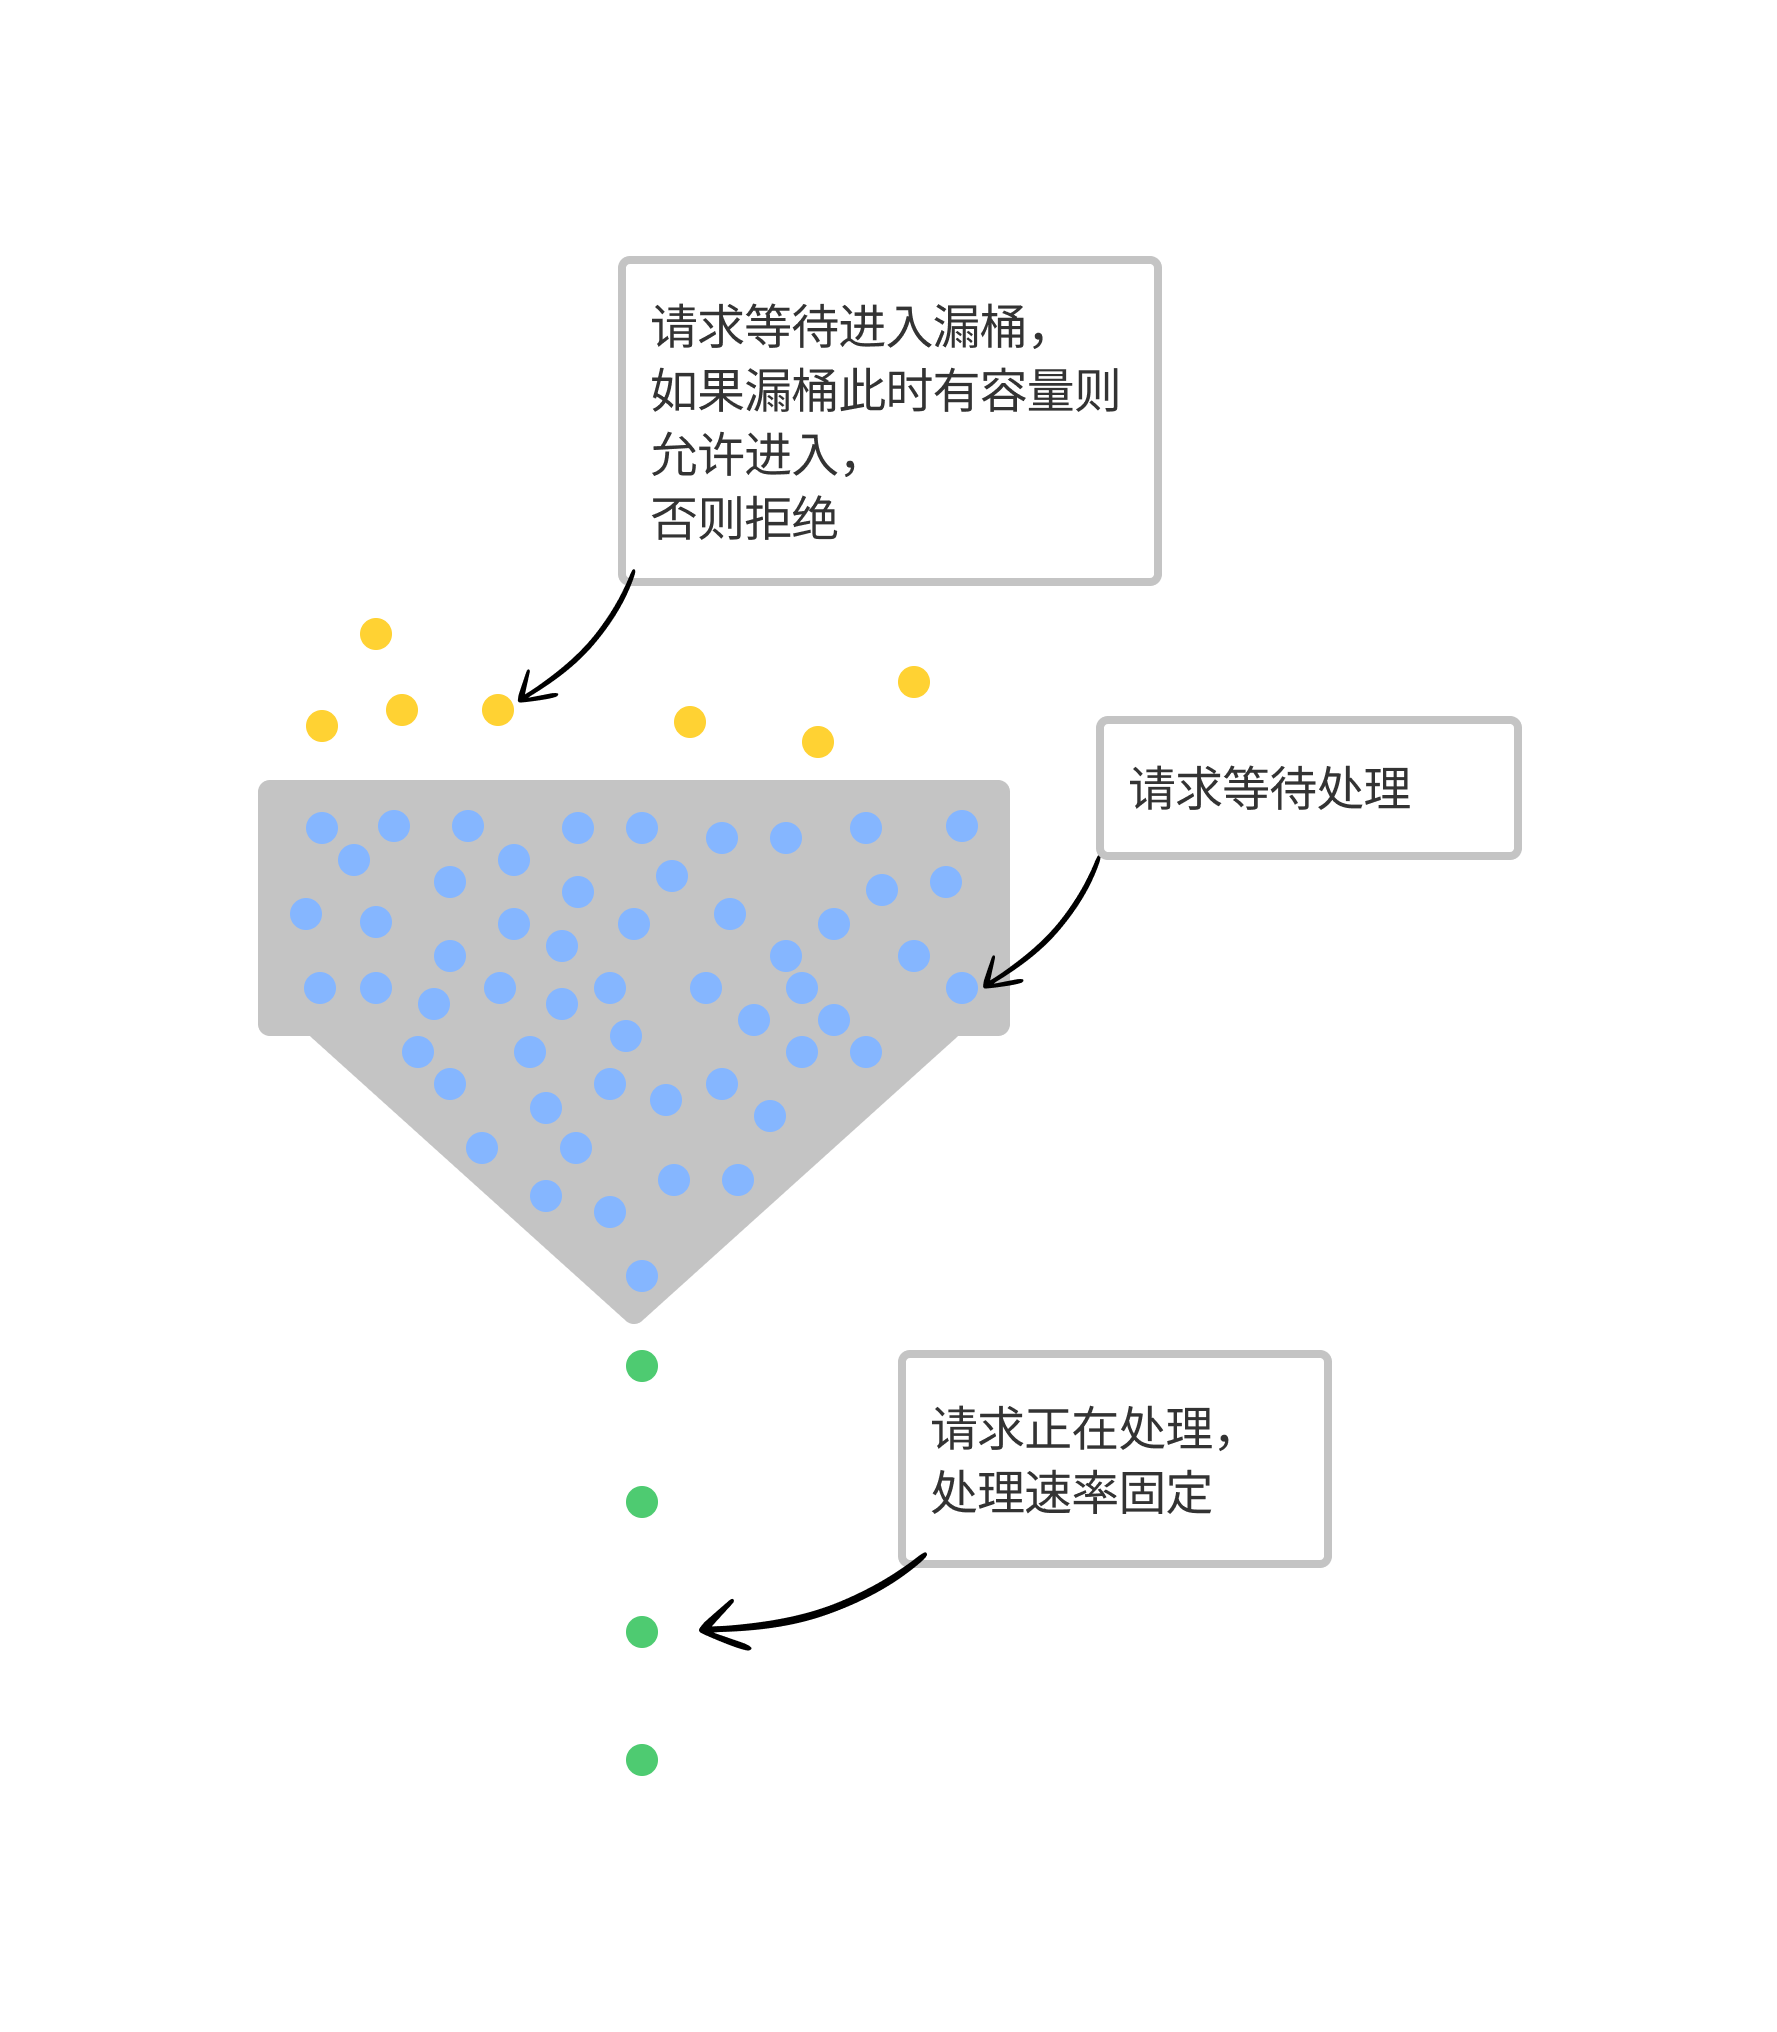 请求等待进入漏桶，
如果漏桶此时有容量则
允许进入，
否则拒绝
请求等待处理
请求正在处理，
处理速率固定